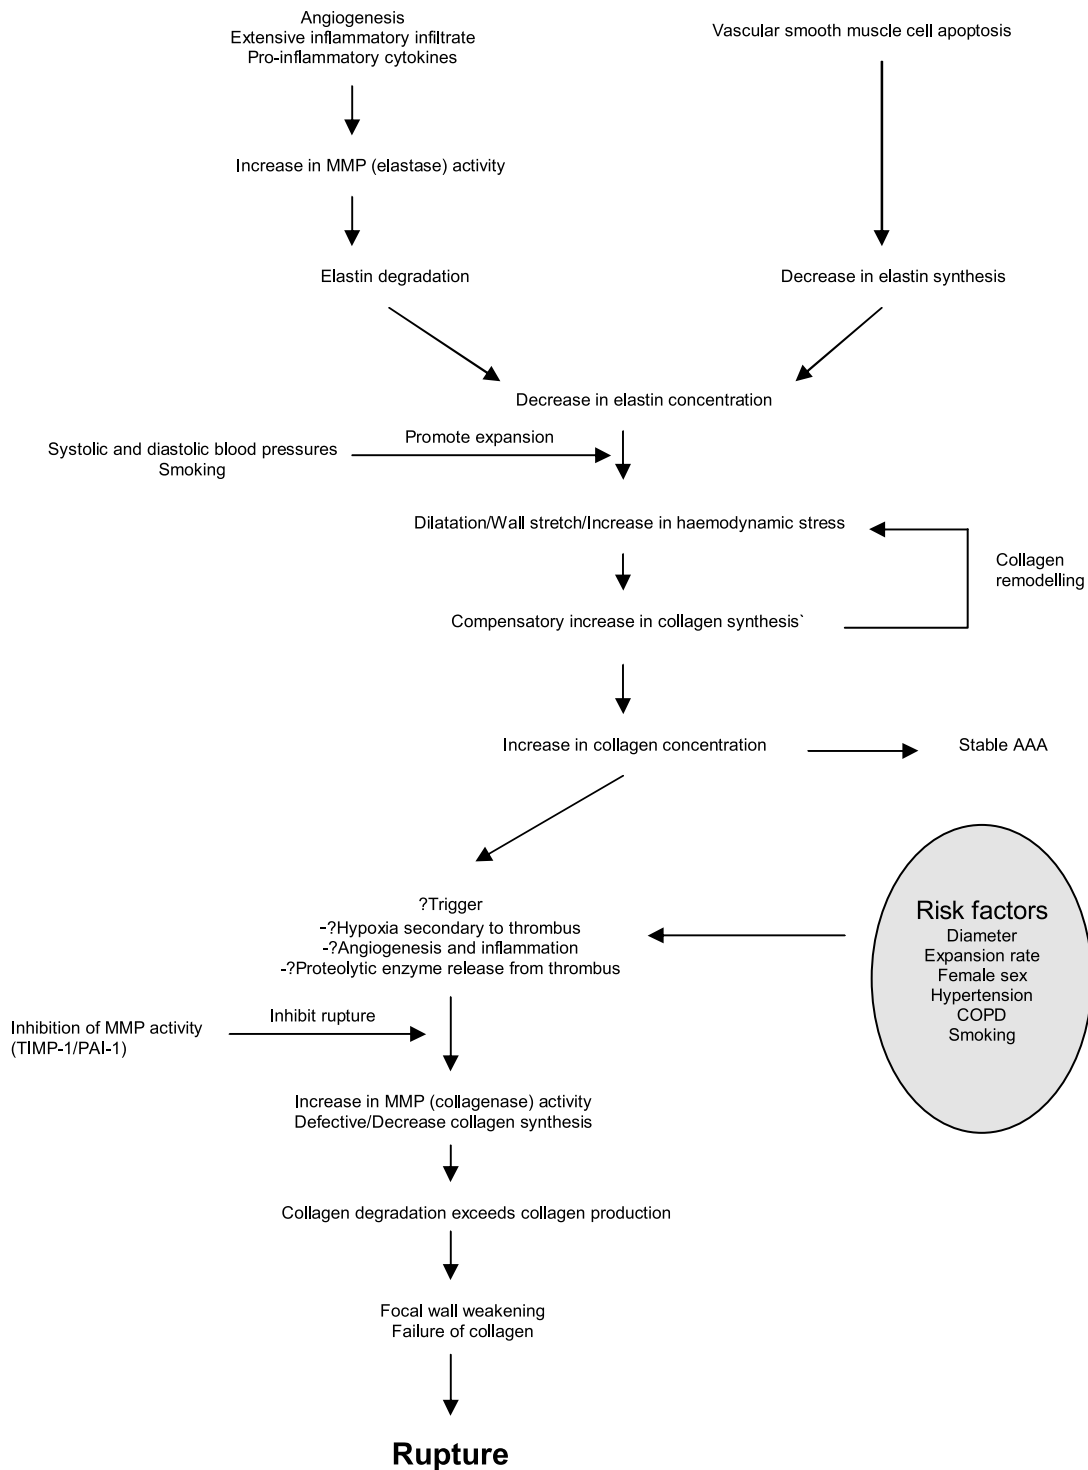 Angiogenesis
Extensive inflammatory infiltrate
Pro-inflammatory cytokines
Vascular smooth muscle cell apoptosis
Increase in MMP (elastase) activity
Elastin degradation
Decrease in elastin synthesis
Decrease in elastin concentration
Promote expansion
Systolic and diastolic blood pressures
Smoking
Dilatation/Wall stretch/Increase in haemodynamic stress
Collagen
remodelling
Compensatory increase in collagen synthesis`
Increase in collagen concentration
Stable AAA
?Trigger
-?Hypoxia secondary to thrombus
-?Angiogenesis and inflammation
-?Proteolytic enzyme release from thrombus
Risk factors
Diameter
Expansion rate
Female sex
Hypertension
COPD
Smoking
Inhibition of MMP activity
(TIMP-1/PAI-1)
Inhibit rupture
Increase in MMP (collagenase) activity
Defective/Decrease collagen synthesis
Collagen degradation exceeds collagen production
Focal wall weakening
Failure of collagen
Rupture